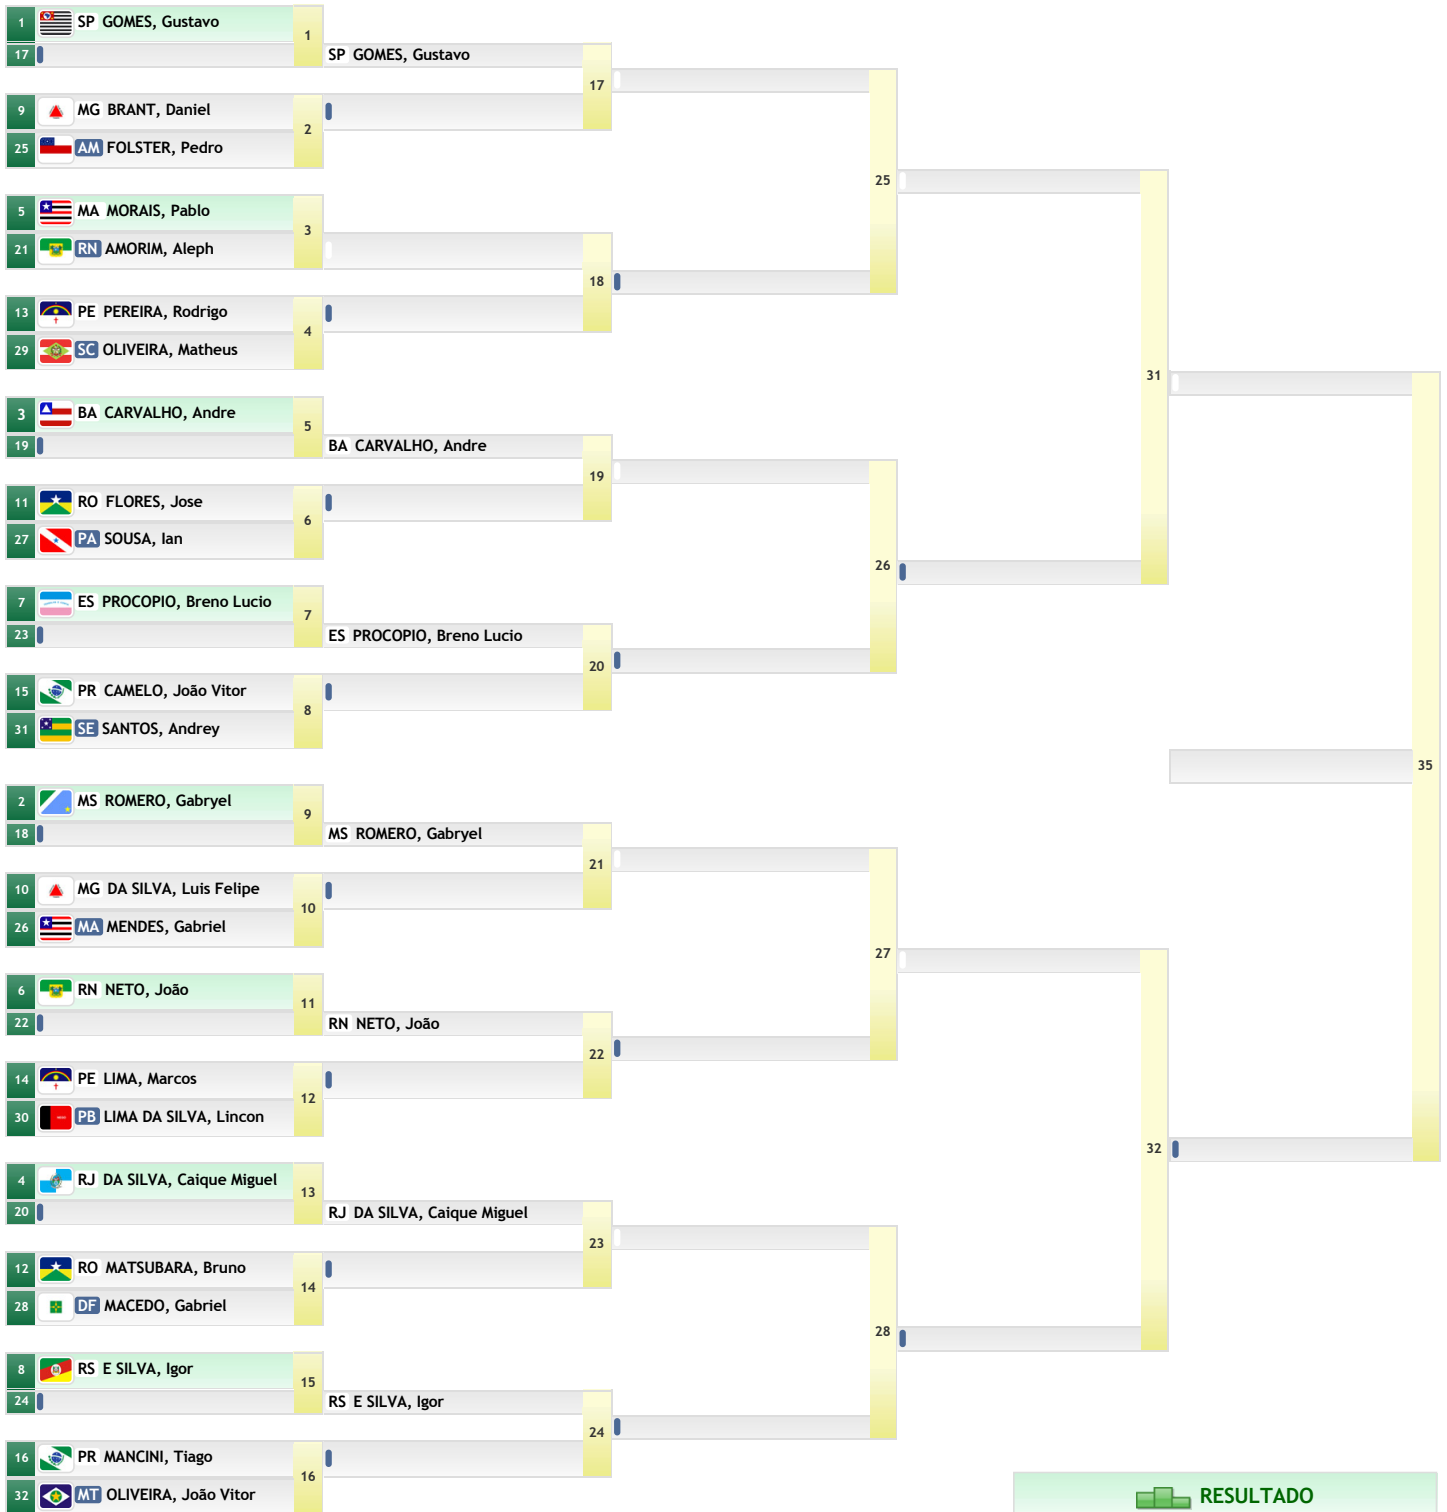 1 SP GOMES, Gustavo
1
17
SP GOMES, Gustavo
17
9 MG BRANT, Daniel
2
25 AM FOLSTER, Pedro
25
5 MA MORAIS, Pablo
3
21 RN AMORIM, Aleph
18
13 PE PEREIRA, Rodrigo
4
29 SC OLIVEIRA, Matheus
31
3 BA CARVALHO, Andre
5
19
BA CARVALHO, Andre
19
11 RO FLORES, Jose
6
27 PA SOUSA, Ian
26
7 ES PROCOPIO, Breno Lucio
7
23
ES PROCOPIO, Breno Lucio
20
15 PR CAMELO, João Vitor
8
31 SE SANTOS, Andrey
35
2 MS ROMERO, Gabryel
9
18
MS ROMERO, Gabryel
21
10 MG DA SILVA, Luis Felipe
10
26 MA MENDES, Gabriel
27
6 RN NETO, João
11
22
RN NETO, João
22
14 PE LIMA, Marcos
12
30 PB LIMA DA SILVA, Lincon
32
4 RJ DA SILVA, Caique Miguel
13
20
RJ DA SILVA, Caique Miguel
23
12 RO MATSUBARA, Bruno
14
28 DF MACEDO, Gabriel
28
8 RS E SILVA, Igor
15
24
RS E SILVA, Igor
24
16 PR MANCINI, Tiago
16
32 MT OLIVEIRA, João Vitor
RESULTADO